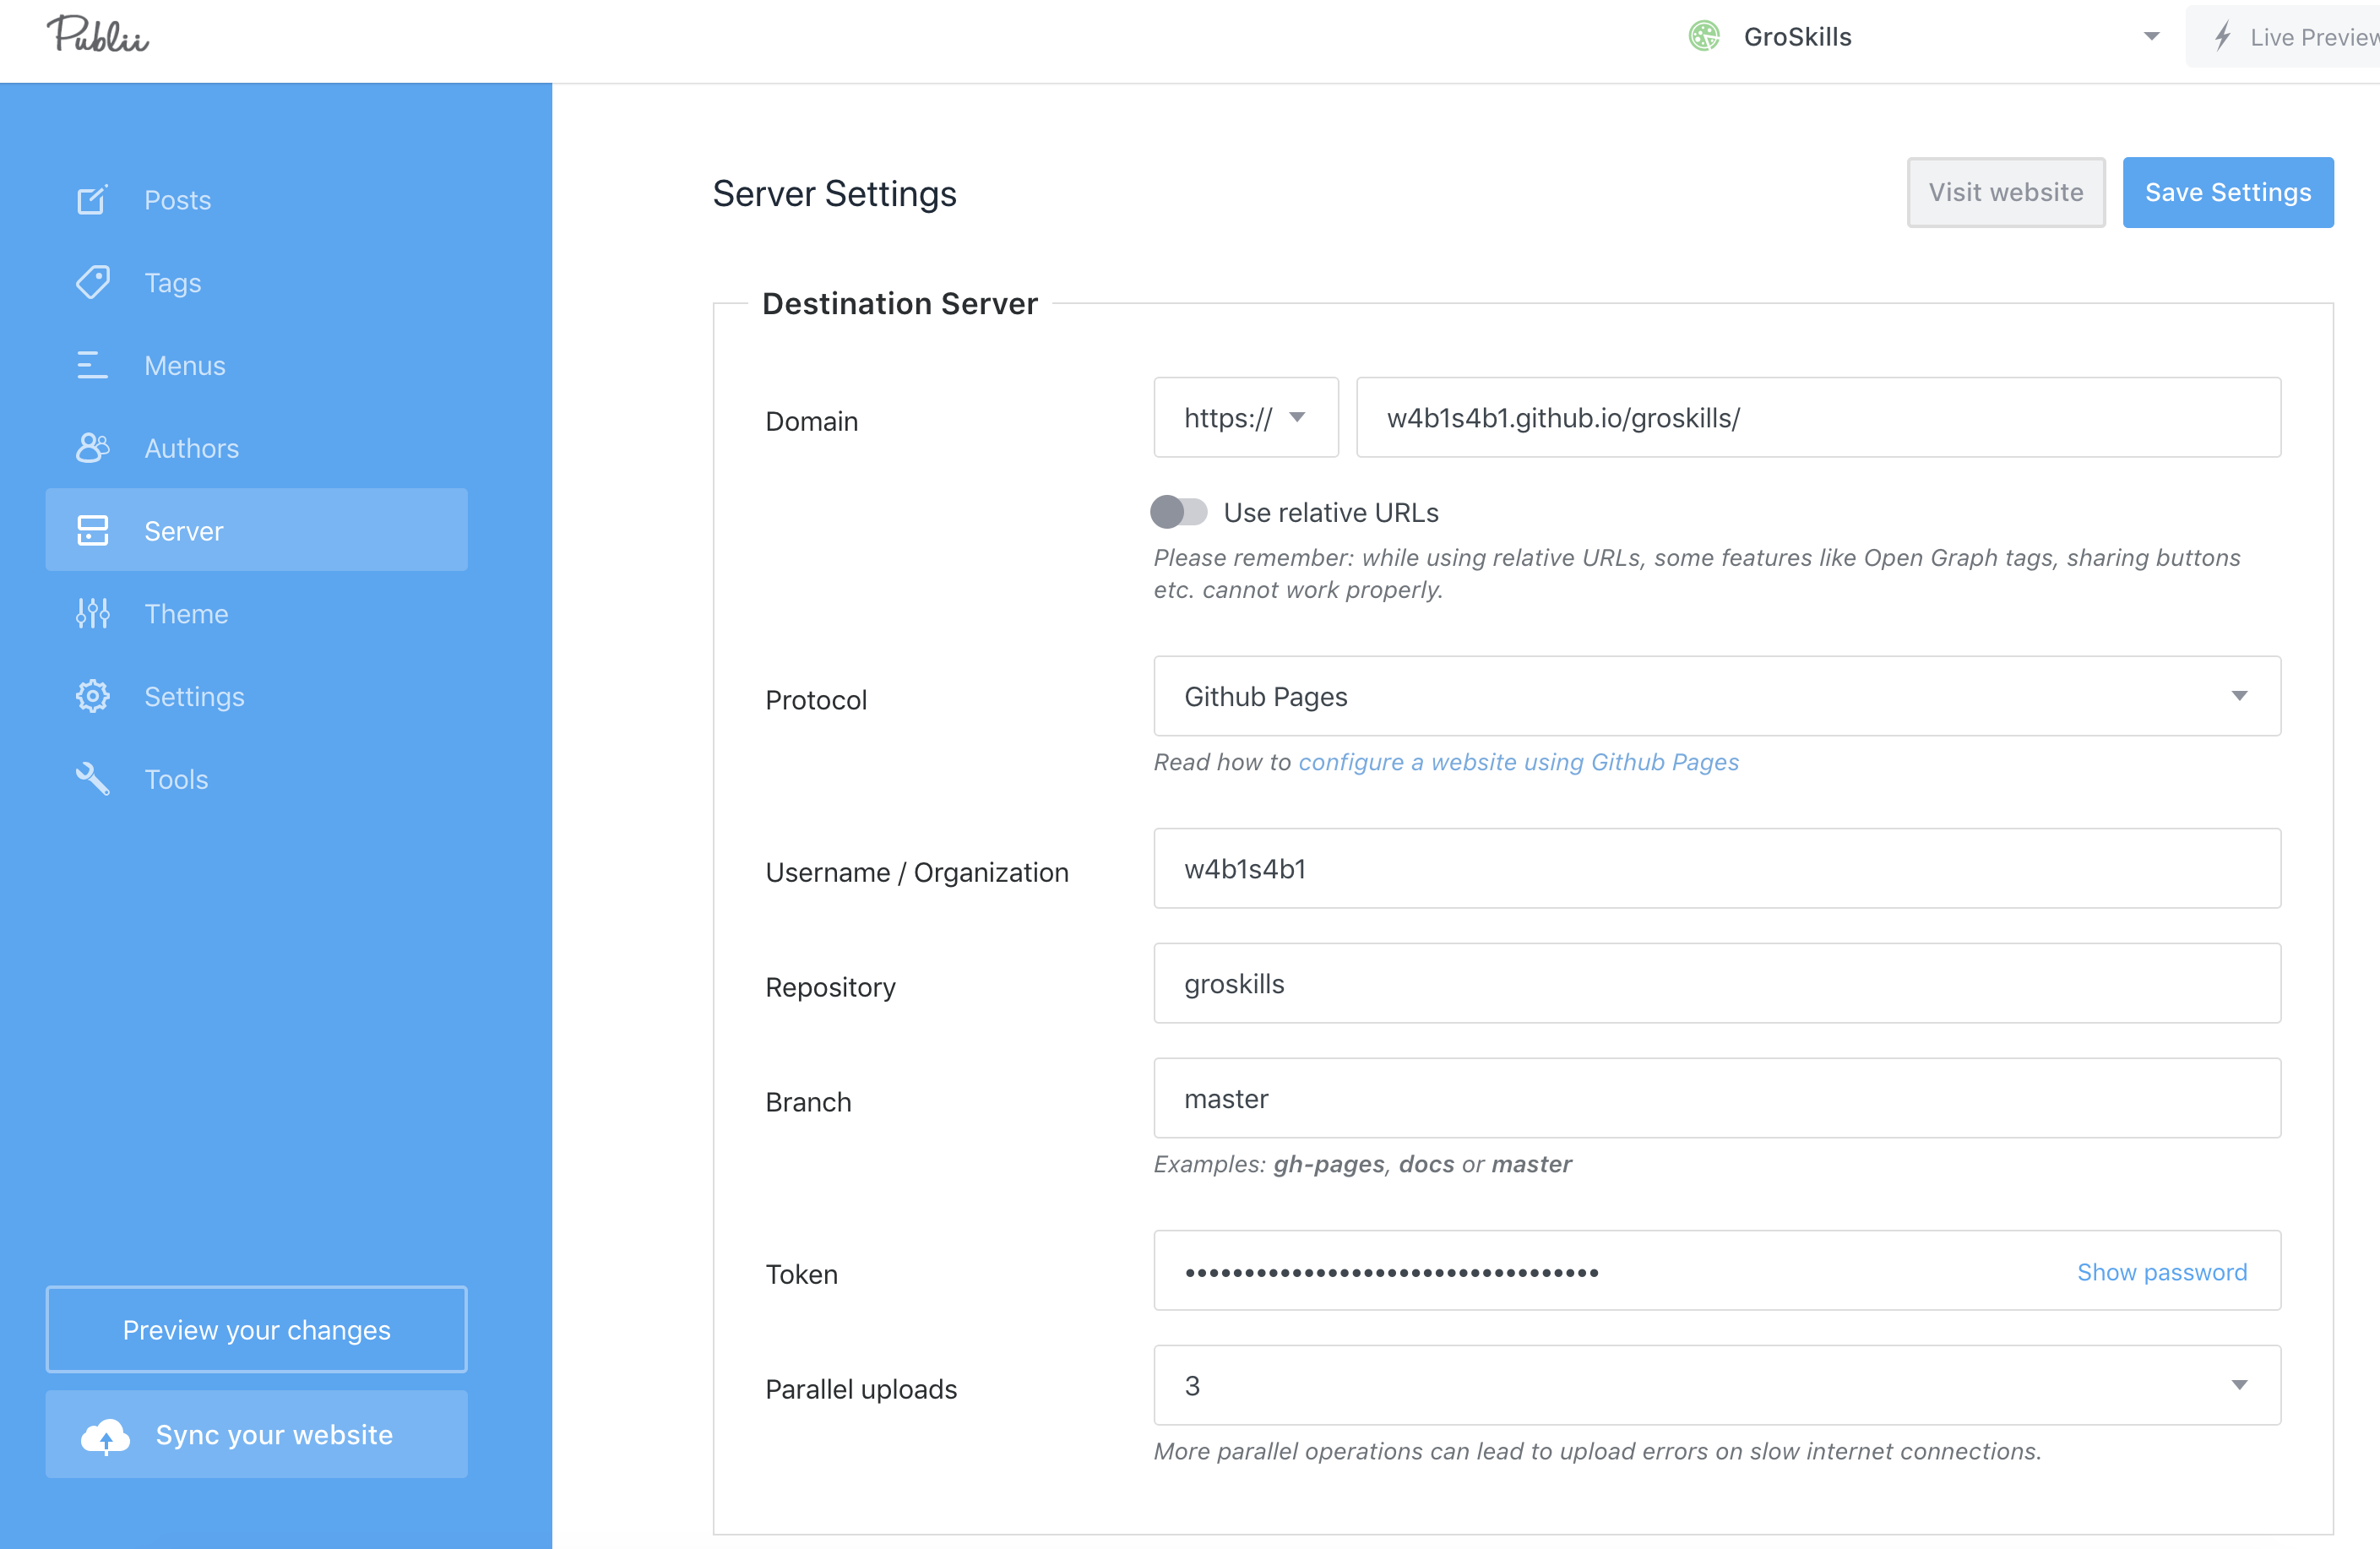 Publii
GroSkills
Live Preview
Posts
Tags
Menus
Authors
Server
Theme
Settings
Tools
Preview your changes
Sync your website
Server Settings
Visit website
Save Settings
Destination Server
Domain
https://
w4b1s4b1.github.io/groskills/
Use relative URLs
Please remember: while using relative URLs, some features like Open Graph tags, sharing buttons
etc. cannot work properly.
Protocol
Github Pages
Read how to configure a website using Github Pages
Username / Organization
w4b1s4b1
Repository
groskills
Branch
master
Examples: gh-pages, docs or master
Token
•••••••••••••••••••••••••••••••••••
Show password
Parallel uploads
3
More parallel operations can lead to upload errors on slow internet connections.